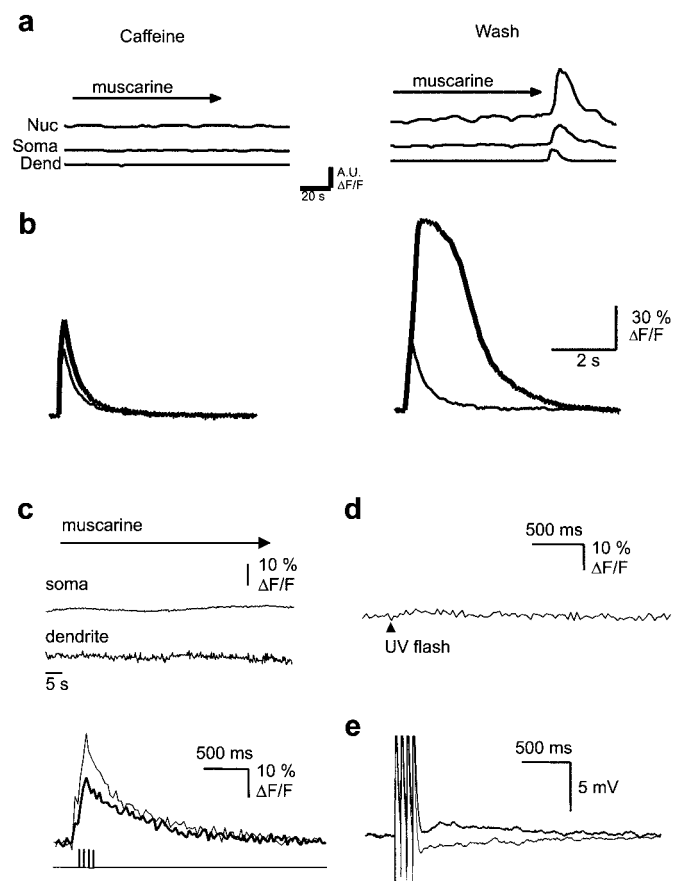 a
Caffeine
Wash
muscarine
muscarine
Nuc
Soma
Dend
A.U.
ΔF/F
20 s
b
30 %
ΔF/F
2 s
c
muscarine
10 %
ΔF/F
soma
dendrite
5 s
500 ms
10 %
ΔF/F
d
500 ms
10 %
ΔF/F
UV flash
e
500 ms
5 mV